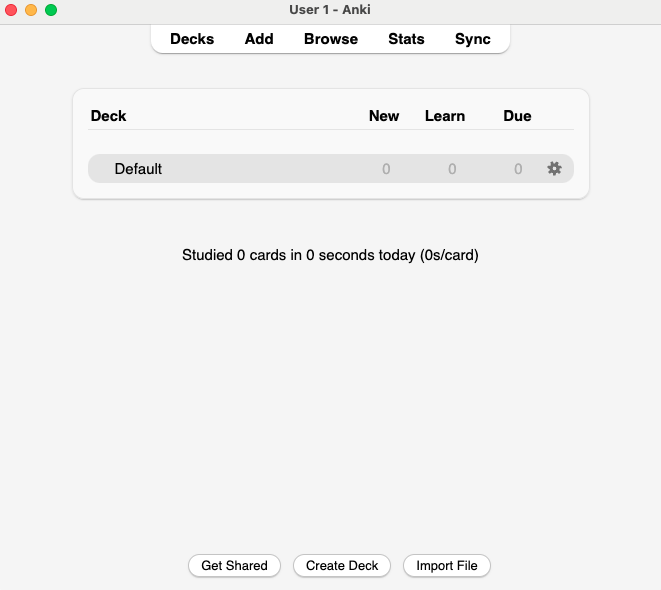 User 1 - Anki
Decks Add Browse Stats Sync
Deck New Learn Due
Default 0 0 0
Studied 0 cards in 0 seconds today (0s/card)
Get Shared Create Deck Import File